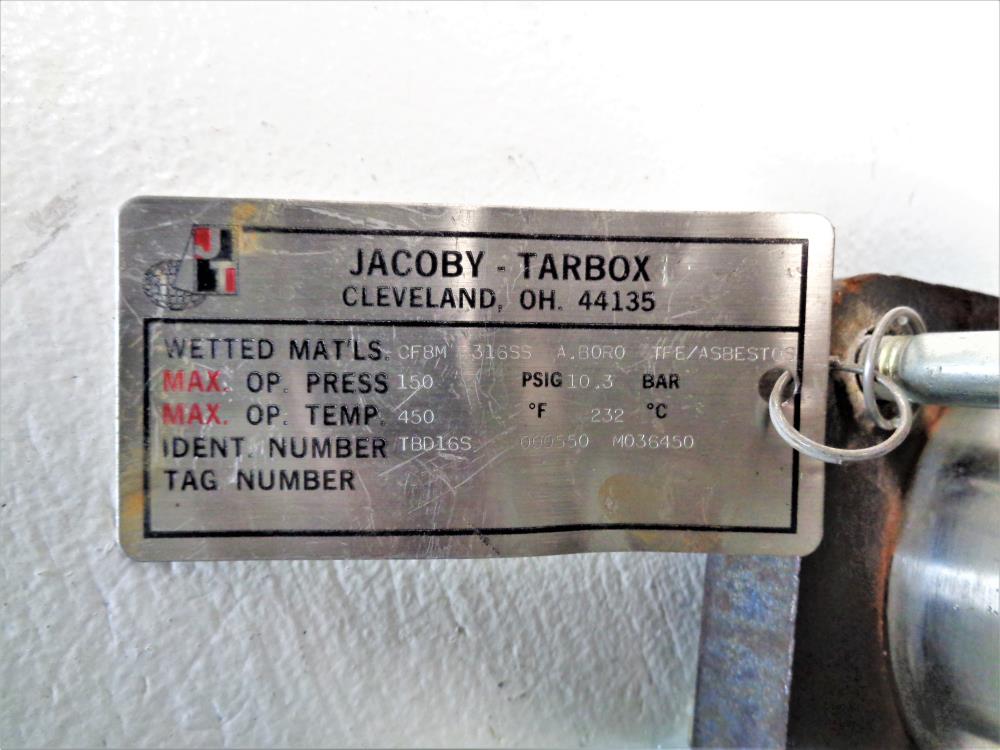 JACOBY - TARBOX
CLEVELAND, OH. 44135
WETTED MAT'LS. CF8M 316SS A.BORO TFE/ASBESTOS
MAX. OP. PRESS 150 PSIG 10.3 BAR
MAX. OP. TEMP. 450 °F 232 °C
IDENT. NUMBER TBD16S 000550 M036450
TAG NUMBER